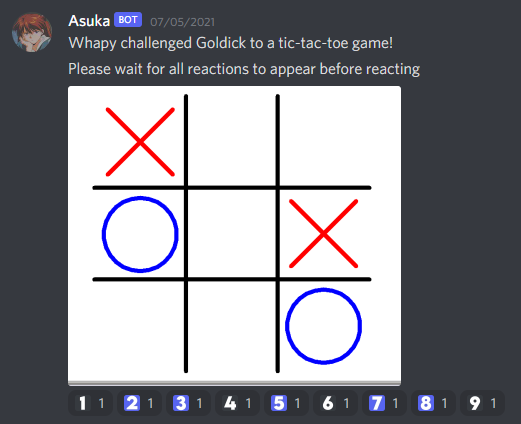 Asuka BOT 07/05/2021
Whapy challenged Goldick to a tic-tac-toe game!
Please wait for all reactions to appear before reacting
1 1 2 1 3 1 4 1 5 1 6 1 7 1 8 1 9 1